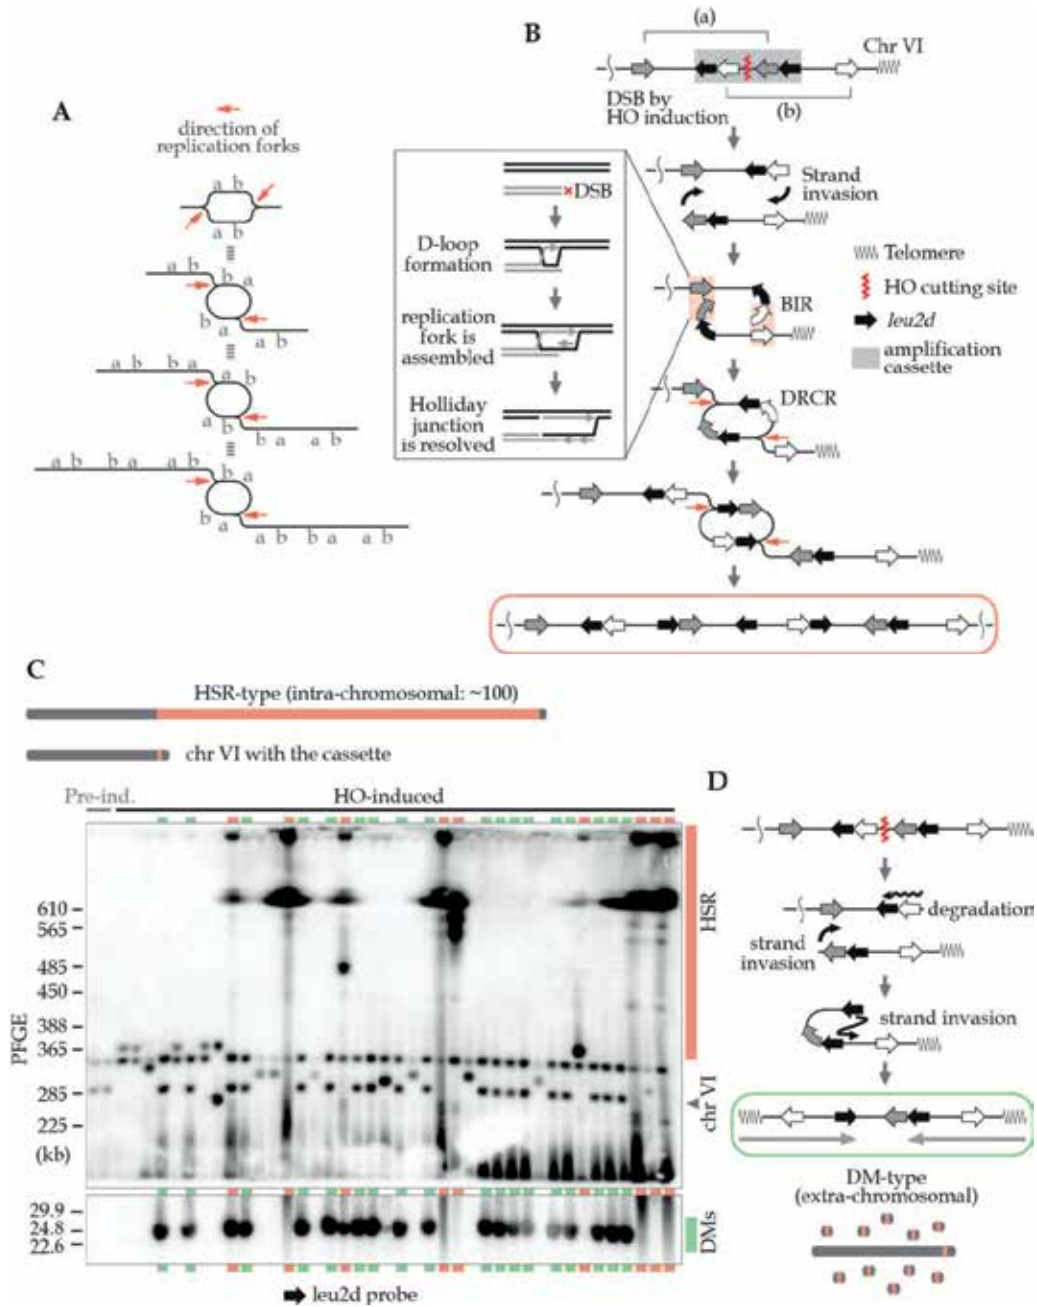 A
direction of
replication forks
a b
a b
a b
b a
a b
a b b a
a b
b a
b a a b
a b b a a b
b a
b a
b a a b a b
B
(a)
Chr VI
(b)
DSB by
HO induction
Strand
invasion
DSB
D-loop
formation
replication
fork is
assembled
Holliday
junction
is resolved
BIR
DRCR
Telomere
HO cutting site
leu2d
amplification
cassette
C
HSR-type (intra-chromosomal: ~100)
chr VI with the cassette
Pre-ind.
HO-induced
PFGE
610
565
485
450
388
365
285
225
(kb)
29.9
24.8
22.6
HSR
chr VI
DMs
leu2d probe
D
degradation
strand
invasion
strand invasion
DM-type
(extra-chromosomal)